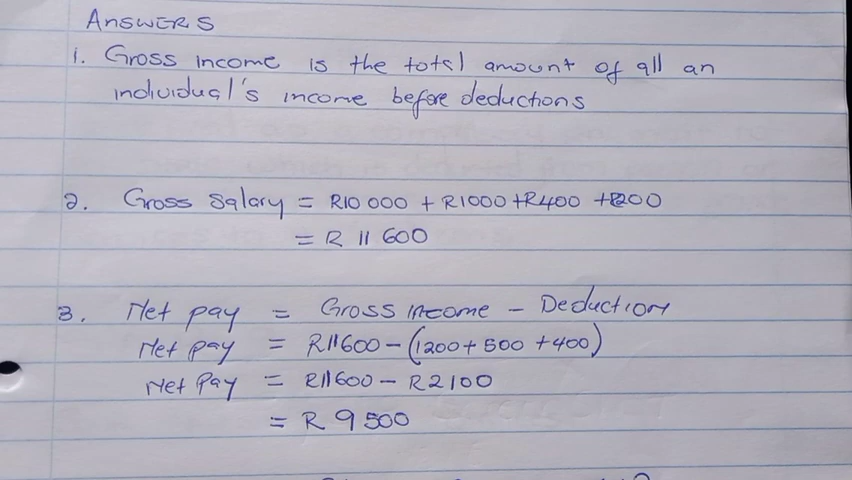 ANSWERS
1. Gross income is the total amount of all an
individual's income before deductions
2. Gross Salary = R10 000 + R1000 + R400 + R200
= R 11 600
3. Net pay = Gross income - Deduction
Net pay = R11600 - (1200 + 500 + 400)
Net Pay = R11600 - R2100
= R 9 500